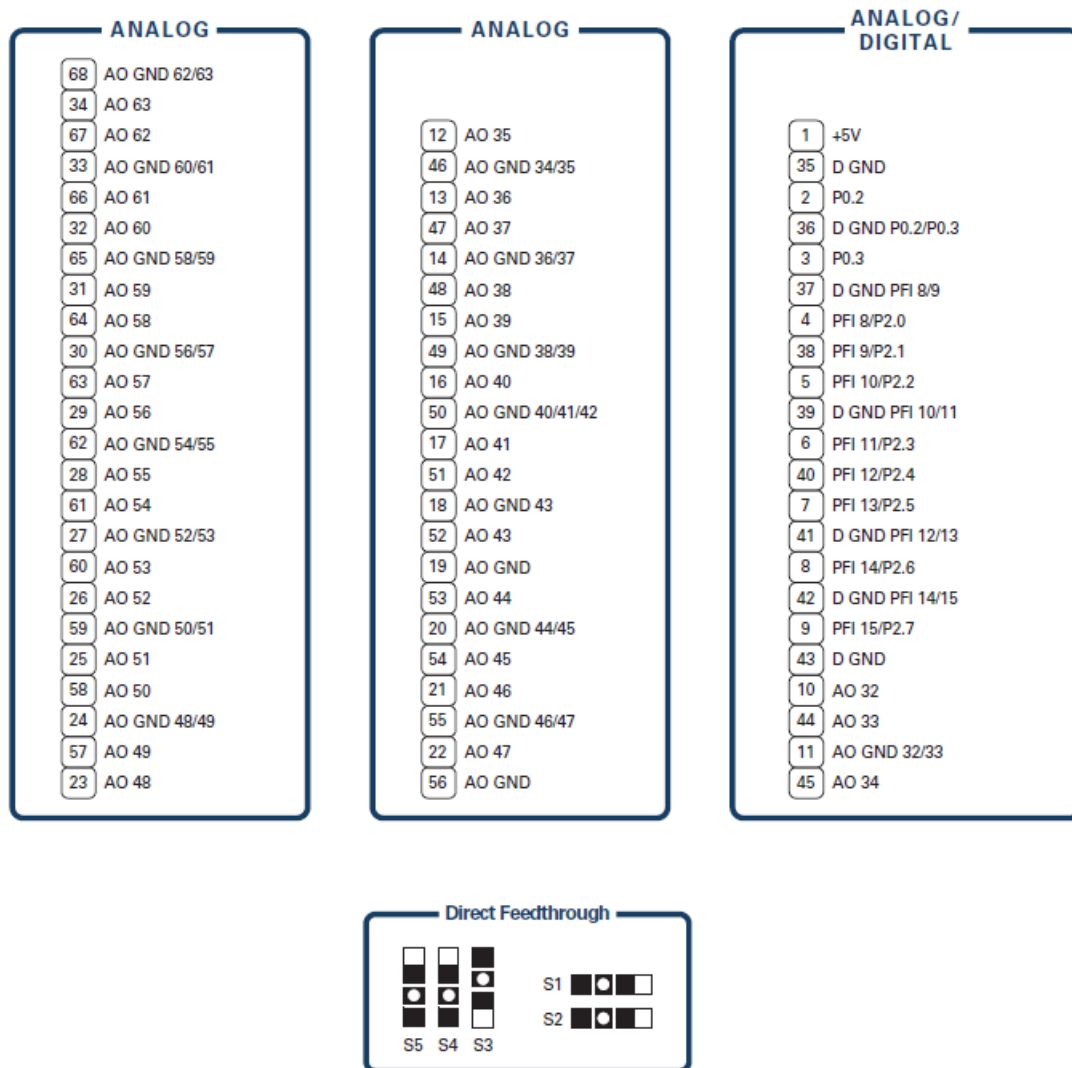 ANALOG
68 AO GND 62/63
34 AO 63
67 AO 62
33 AO GND 60/61
66 AO 61
32 AO 60
65 AO GND 58/59
31 AO 59
64 AO 58
30 AO GND 56/57
63 AO 57
29 AO 56
62 AO GND 54/55
28 AO 55
61 AO 54
27 AO GND 52/53
60 AO 53
26 AO 52
59 AO GND 50/51
25 AO 51
58 AO 50
24 AO GND 48/49
57 AO 49
23 AO 48
ANALOG
12 AO 35
46 AO GND 34/35
13 AO 36
47 AO 37
14 AO GND 36/37
48 AO 38
15 AO 39
49 AO GND 38/39
16 AO 40
50 AO GND 40/41/42
17 AO 41
51 AO 42
18 AO GND 43
52 AO 43
19 AO GND
53 AO 44
20 AO GND 44/45
54 AO 45
21 AO 46
55 AO GND 46/47
22 AO 47
56 AO GND
ANALOG/
DIGITAL
1 +5V
35 D GND
2 P0.2
36 D GND P0.2/P0.3
3 P0.3
37 D GND PFI 8/9
4 PFI 8/P2.0
38 PFI 9/P2.1
5 PFI 10/P2.2
39 D GND PFI 10/11
6 PFI 11/P2.3
40 PFI 12/P2.4
7 PFI 13/P2.5
41 D GND PFI 12/13
8 PFI 14/P2.6
42 D GND PFI 14/15
9 PFI 15/P2.7
43 D GND
10 AO 32
44 AO 33
11 AO GND 32/33
45 AO 34
Direct Feedthrough
S1
S2
S5 S4 S3